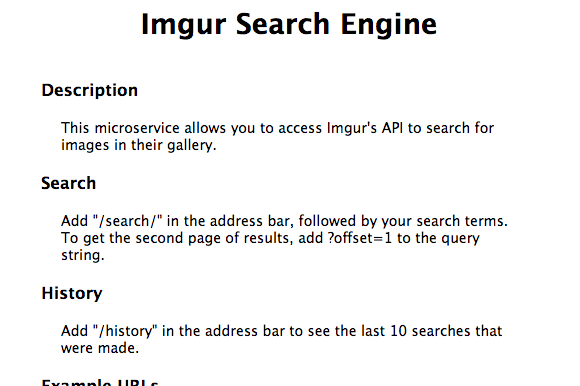 Imgur Search Engine
Description
This microservice allows you to access Imgur's API to search for
images in their gallery.
Search
Add "/search/" in the address bar, followed by your search terms.
To get the second page of results, add ?offset=1 to the query
string.
History
Add "/history" in the address bar to see the last 10 searches that
were made.
Example URLs